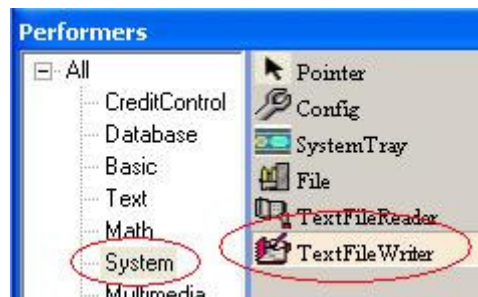 Performers
All
CreditControl
Database
Basic
Text
Math
System
Multimedia
Pointer
Config
SystemTray
File
TextFileReader
TextFileWriter